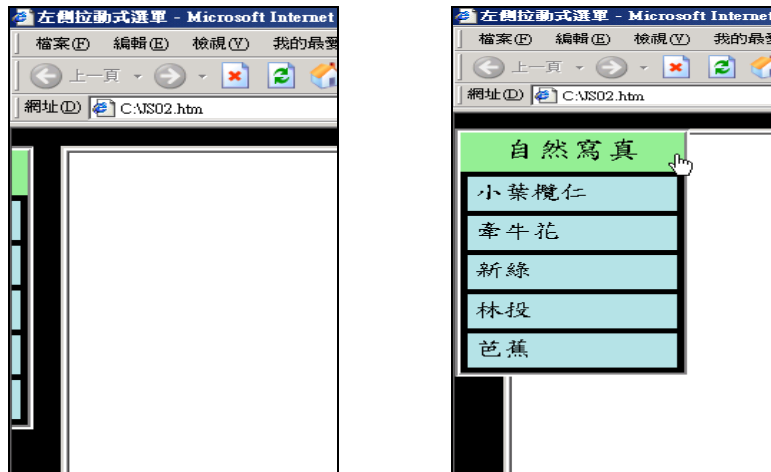 左側拉動式選單 - Microsoft Internet
檔案(F) 編輯(E) 檢視(V) 我的最愛
上一頁
網址(D) C:\JS02.htm
左側拉動式選單 - Microsoft Internet
檔案(F) 編輯(E) 檢視(V) 我的最愛
上一頁
網址(D) C:\JS02.htm
自然寫真
小葉欖仁
牽牛花
新綠
林投
芭蕉